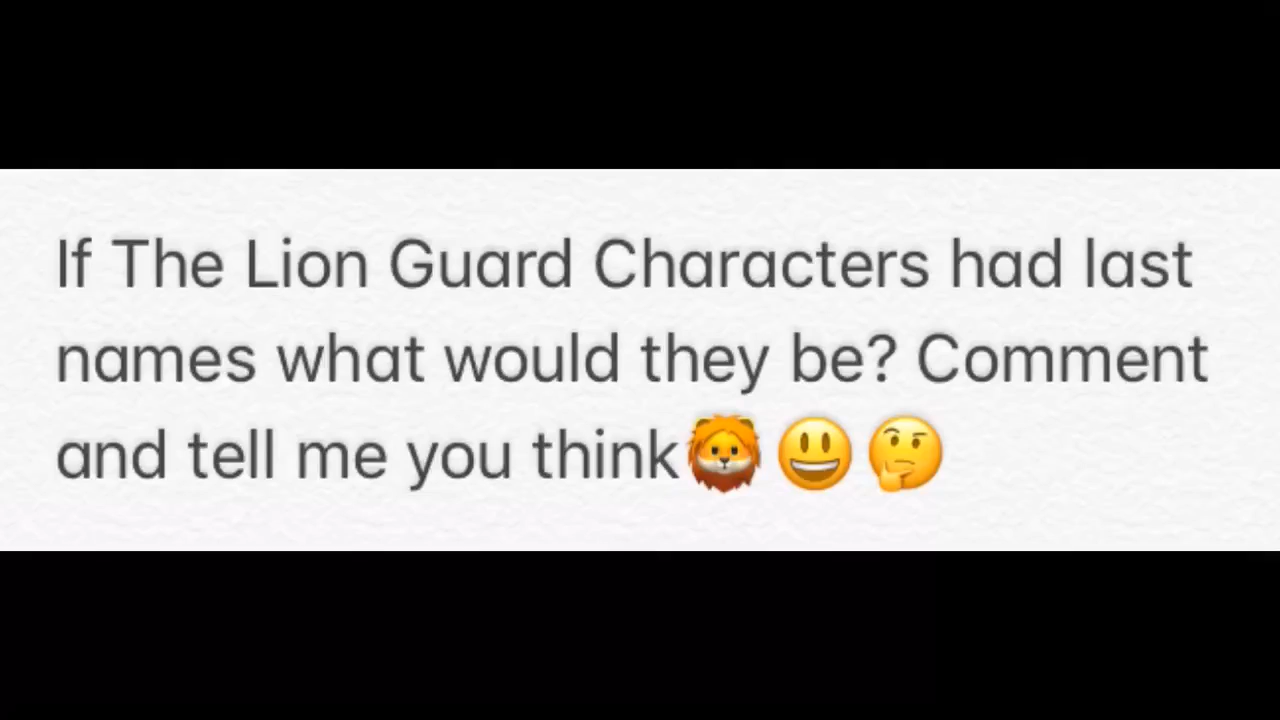 If The Lion Guard Characters had last
names what would they be? Comment
and tell me you think🦁 😃 🤔